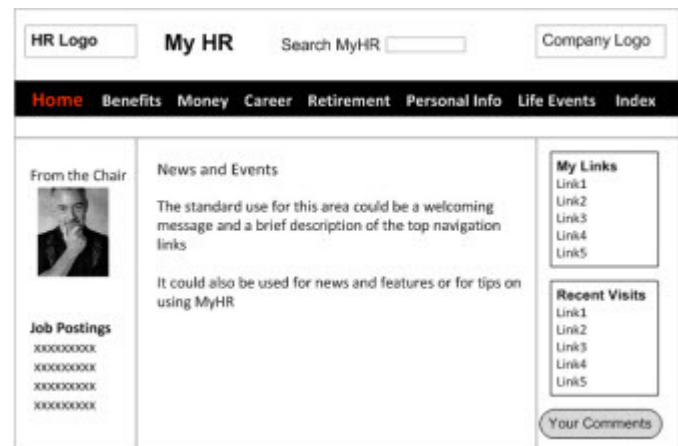 HR Logo
My HR
Search MyHR
Company Logo
Home Benefits Money Career Retirement Personal Info Life Events Index
From the Chair
Job Postings
xxxxxxxxx
xxxxxxxxx
xxxxxxxxx
xxxxxxxxx
News and Events
The standard use for this area could be a welcoming
message and a brief description of the top navigation
links
It could also be used for news and features or for tips on
using MyHR
My Links
Link1
Link2
Link3
Link4
Link5
Recent Visits
Link1
Link2
Link3
Link4
Link5
Your Comments